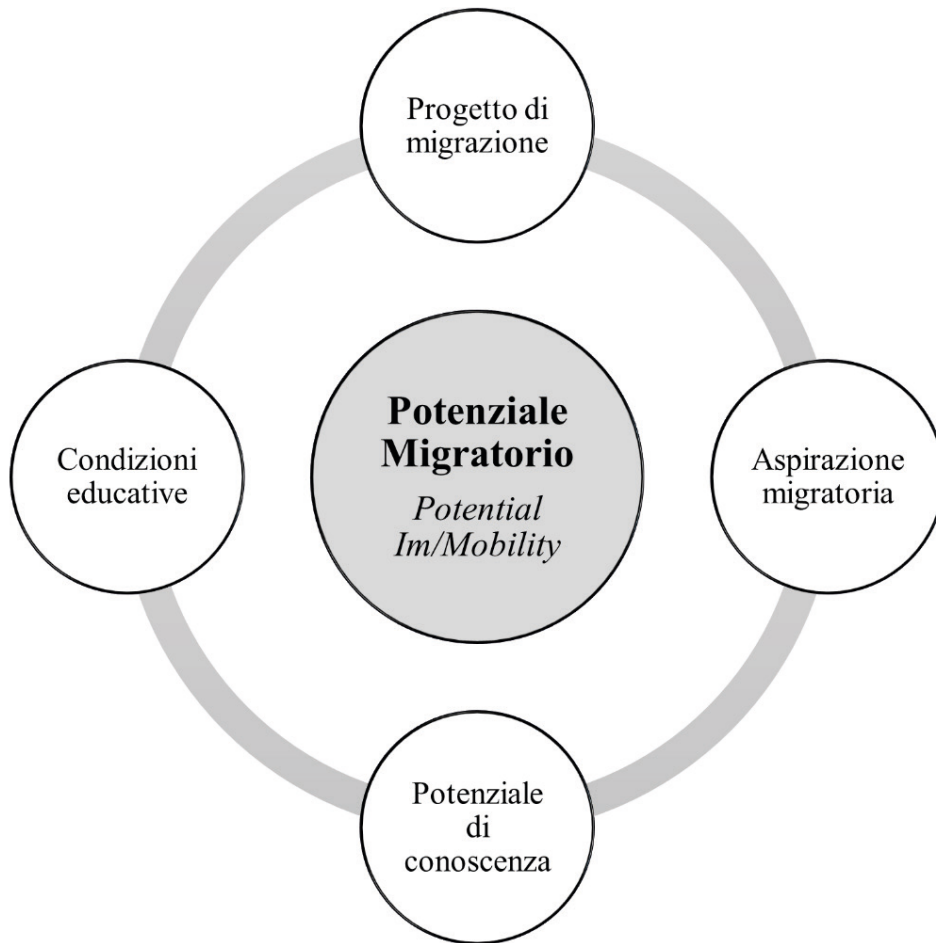 Progetto di
migrazione
Potenziale
Migratorio
Potential
Im/Mobility
Condizioni
educative
Aspirazione
migratoria
Potenziale
di
conoscenza